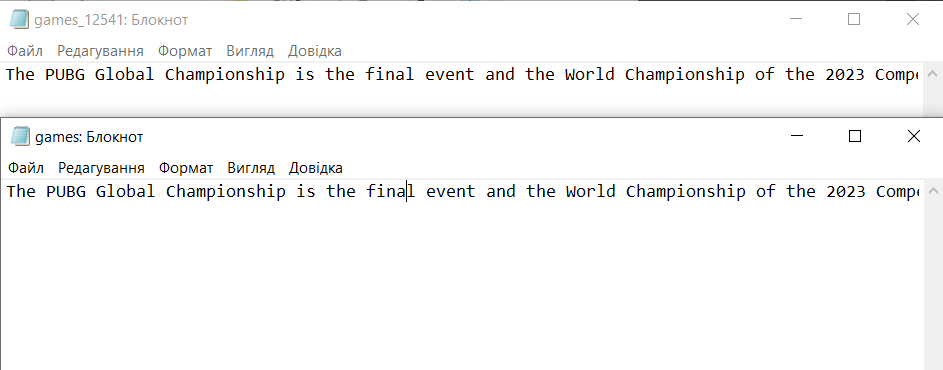 games_12541: Блокнот
Файл Редагування Формат Вигляд Довідка
The PUBG Global Championship is the final event and the World Championship of the 2023 Compe
games: Блокнот
Файл Редагування Формат Вигляд Довідка
The PUBG Global Championship is the final event and the World Championship of the 2023 Compe